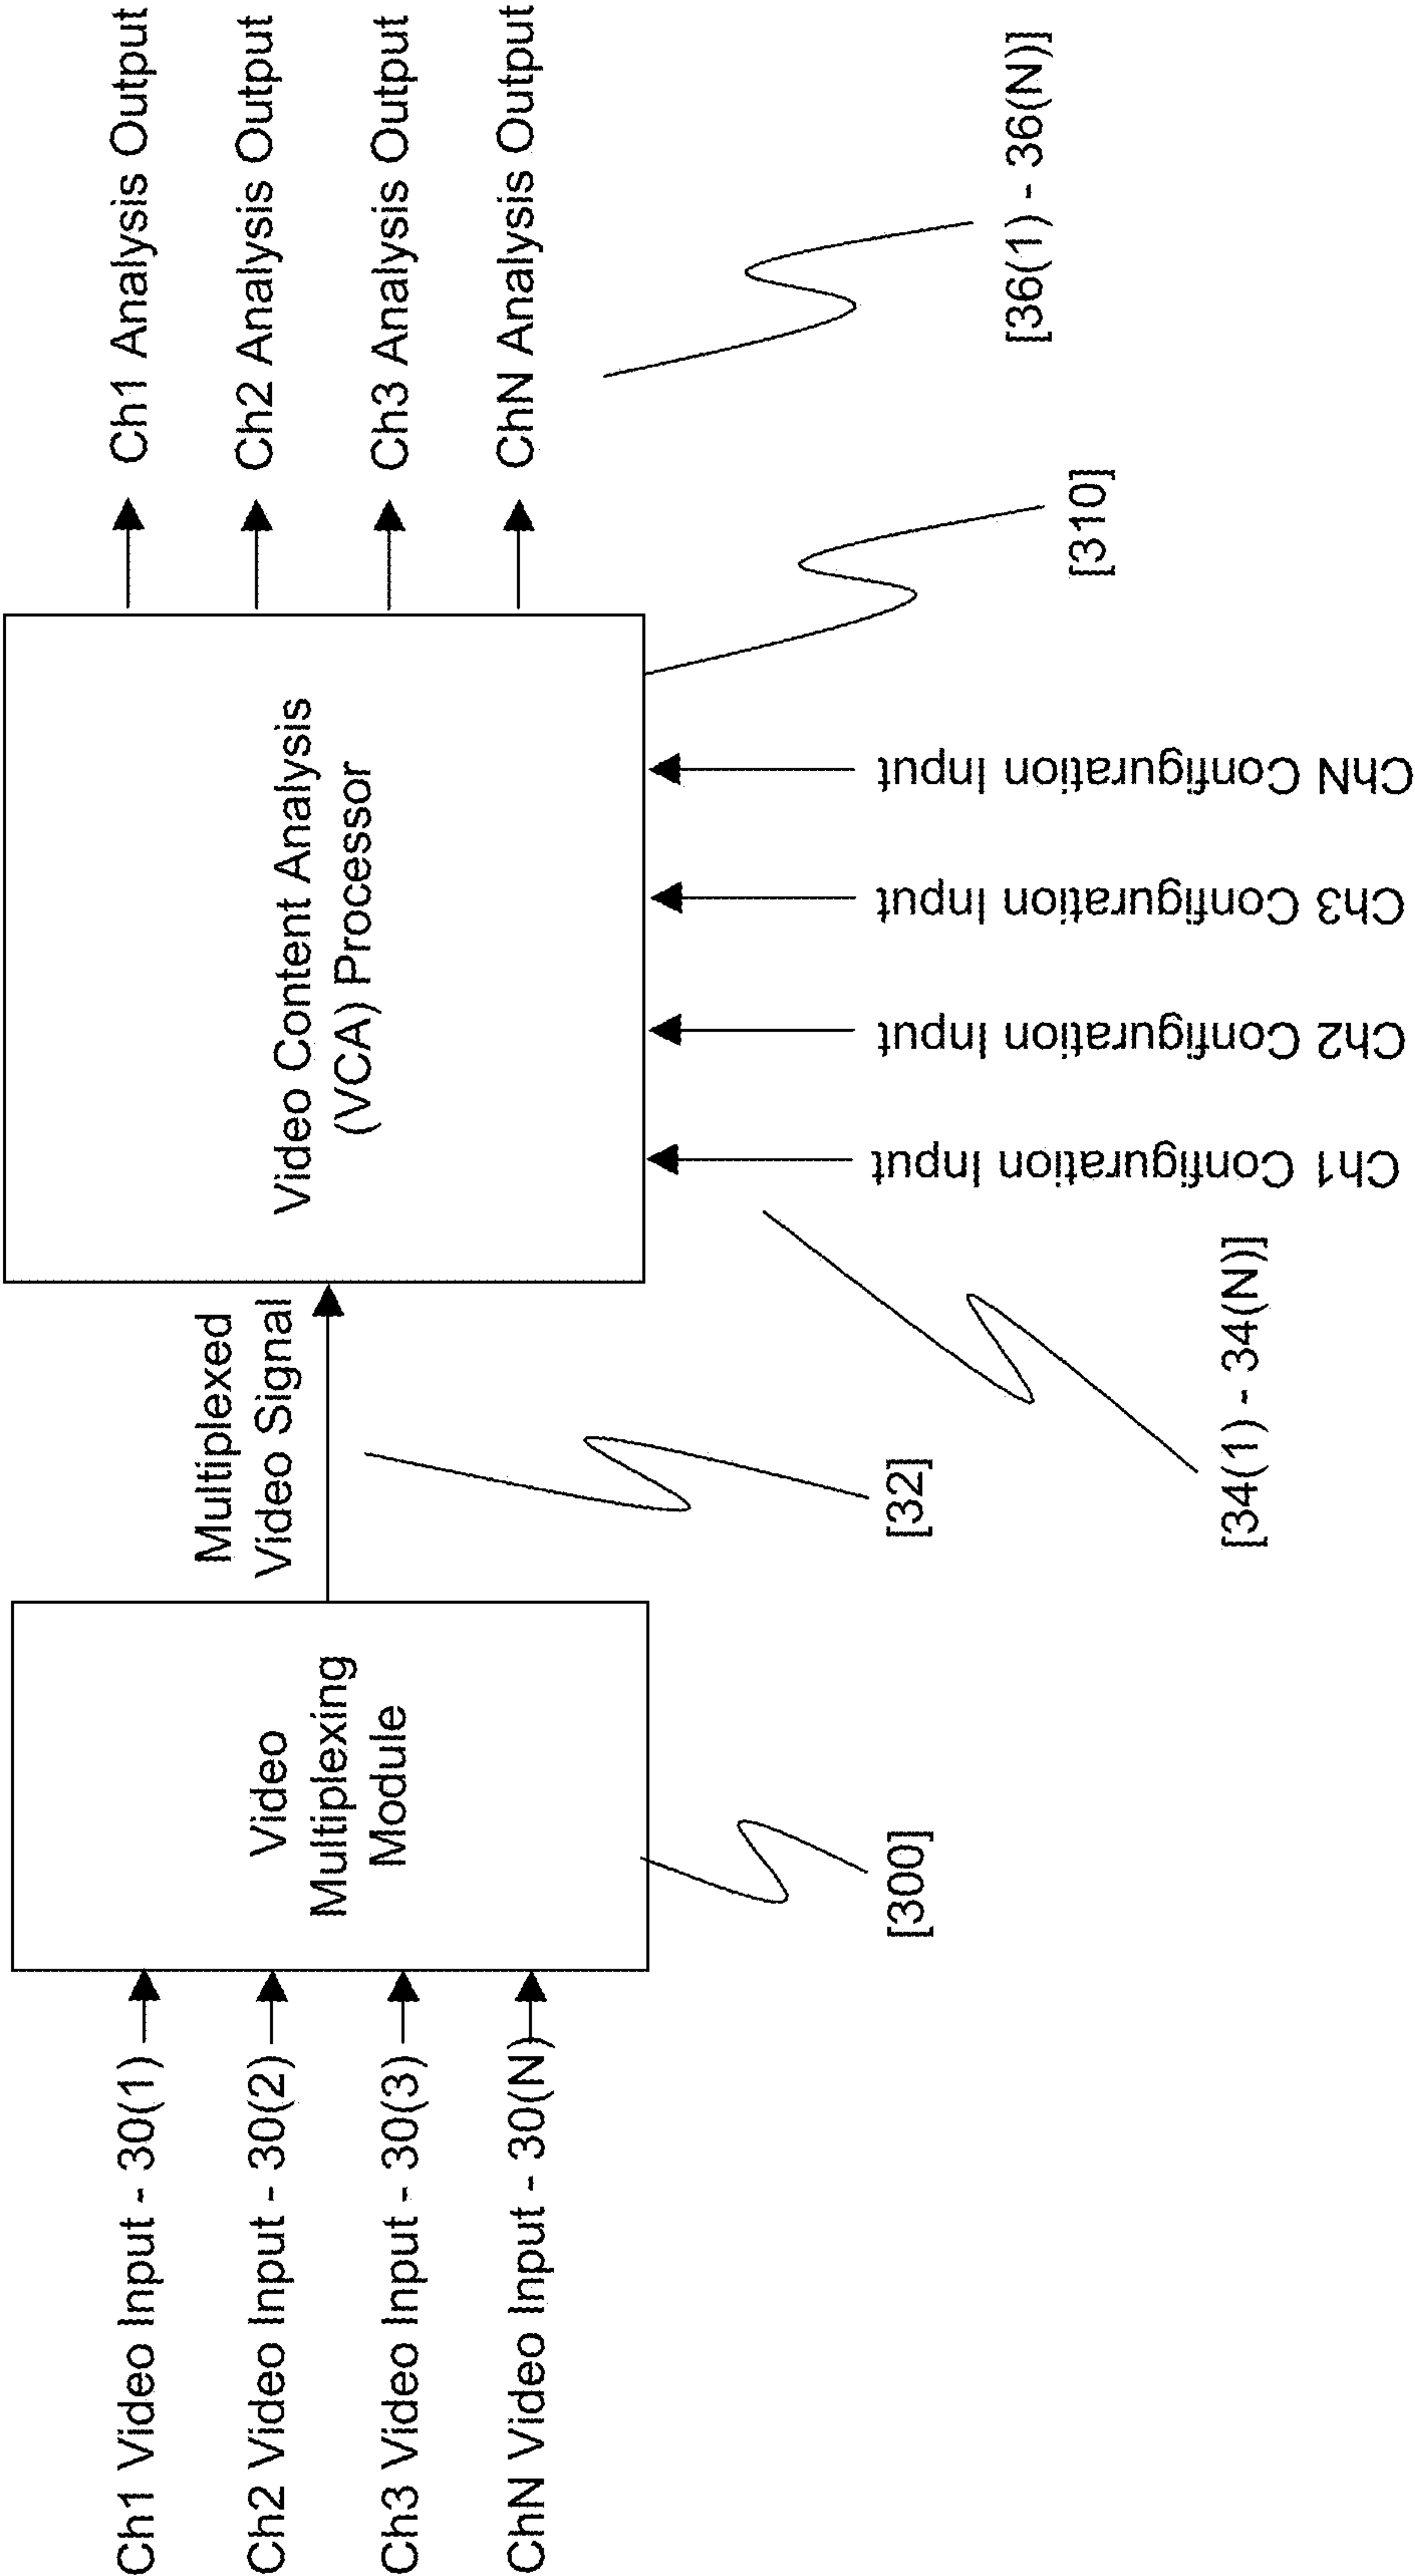 Ch1 Video Input - 30(1)
Ch2 Video Input - 30(2)
Ch3 Video Input - 30(3)
ChN Video Input - 30(N)
Video
Multiplexing
Module
[300]
Multiplexed
Video Signal
[32]
Video Content Analysis
(VCA) Processor
[310]
Ch1 Configuration Input
Ch2 Configuration Input
Ch3 Configuration Input
ChN Configuration Input
[34(1) - 34(N)]
Ch1 Analysis Output
Ch2 Analysis Output
Ch3 Analysis Output
ChN Analysis Output
[36(1) - 36(N)]